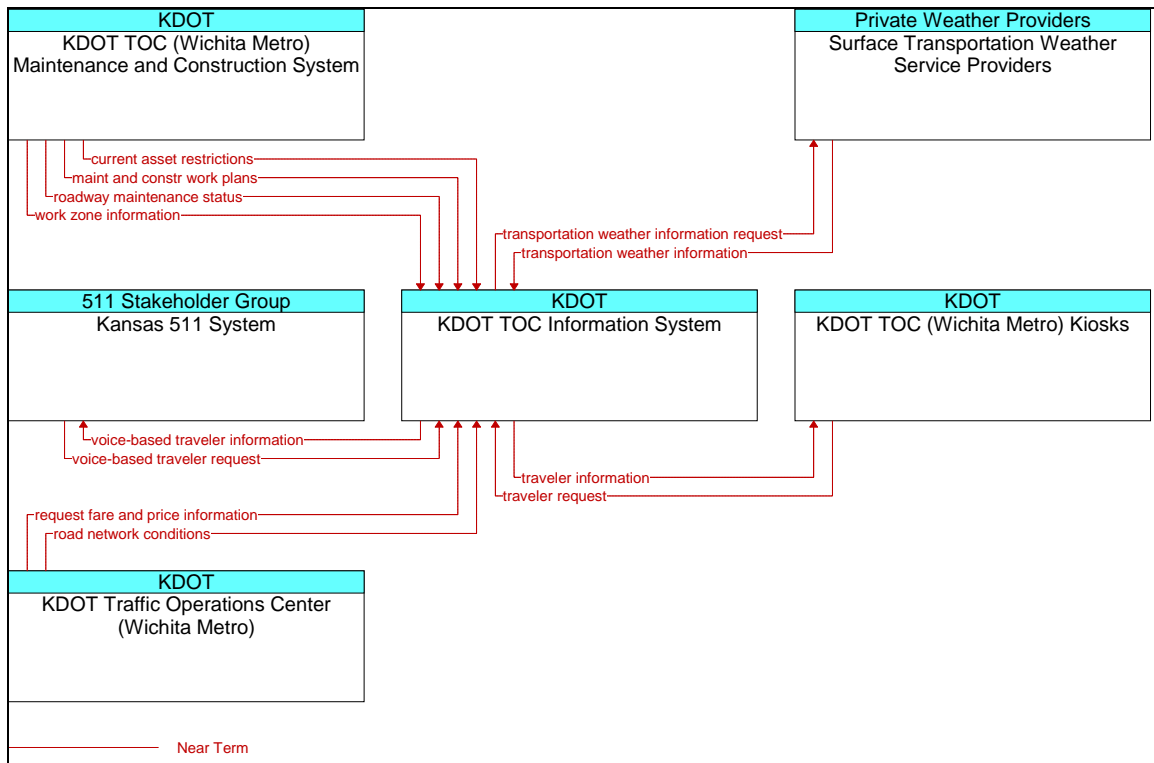 KDOT
KDOT TOC (Wichita Metro)
Maintenance and Construction System
Private Weather Providers
Surface Transportation Weather
Service Providers
current asset restrictions
maint and constr work plans
roadway maintenance status
work zone information
transportation weather information request
transportation weather information
511 Stakeholder Group
Kansas 511 System
KDOT
KDOT TOC Information System
KDOT
KDOT TOC (Wichita Metro) Kiosks
voice-based traveler information
voice-based traveler request
traveler information
traveler request
request fare and price information
road network conditions
KDOT
KDOT Traffic Operations Center
(Wichita Metro)
Near Term